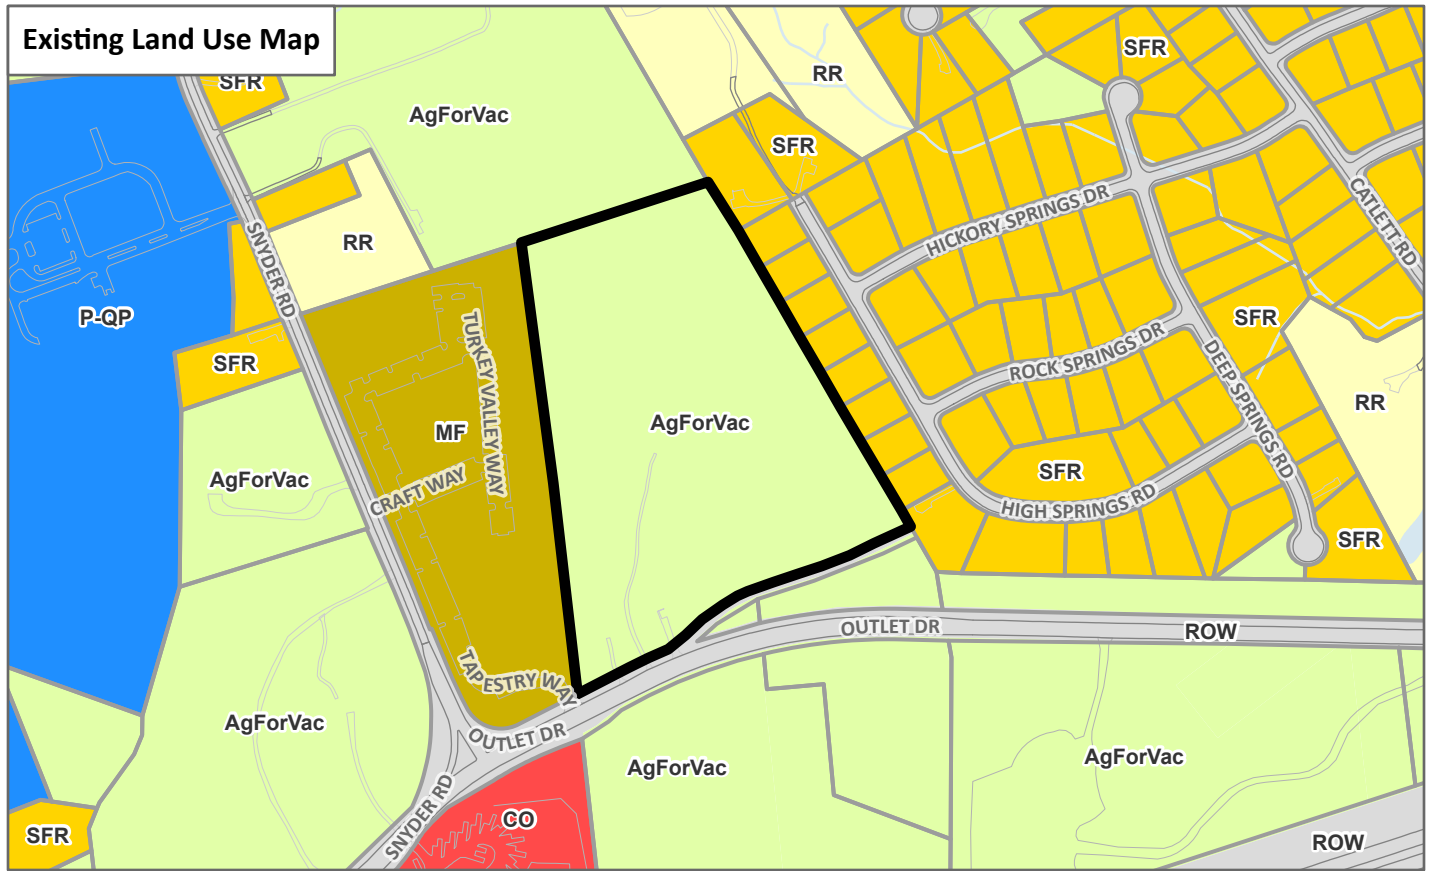 Existing Land Use Map
SFR
AgForVac
RR
SFR
SFR
SNYDER RD
RR
HICKORY SPRINGS DR
CATLETT RD
P-QP
SFR
TURKEY VALLEY WAY
ROCK SPRINGS DR
SFR
DEEP SPRINGS RD
RR
MF
AgForVac
AgForVac
CRAFT WAY
SFR
HIGH SPRINGS RD
SFR
OUTLET DR
ROW
TAPESTRY WAY
AgForVac
OUTLET DR
AgForVac
AgForVac
SNYDER RD
CO
SFR
ROW